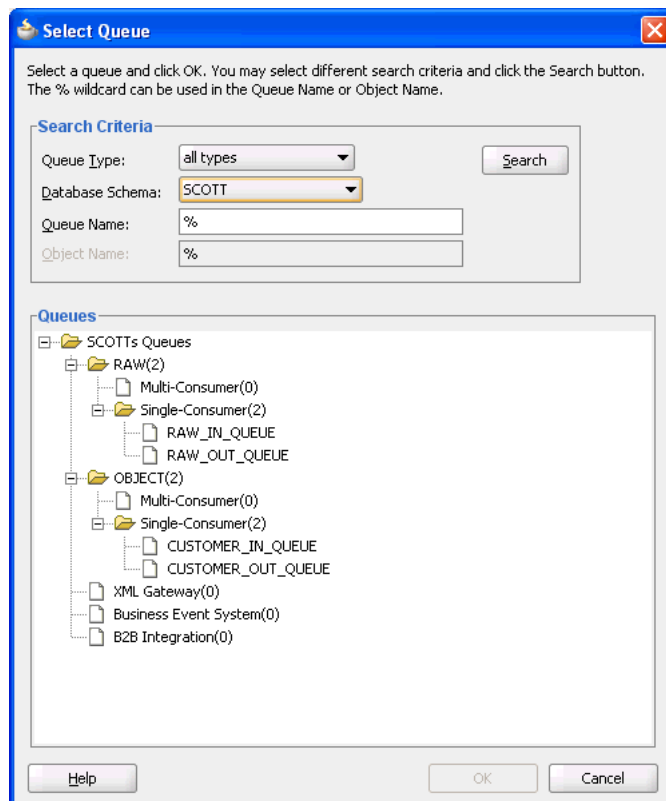 Select Queue
Select a queue and click OK. You may select different search criteria and click the Search button.
The % wildcard can be used in the Queue Name or Object Name.
Search Criteria
Queue Type: all types Search
Database Schema: SCOTT
Queue Name: %
Object Name: %
Queues
SCOTTs Queues
RAW(2)
Multi-Consumer(0)
Single-Consumer(2)
RAW_IN_QUEUE
RAW_OUT_QUEUE
OBJECT(2)
Multi-Consumer(0)
Single-Consumer(2)
CUSTOMER_IN_QUEUE
CUSTOMER_OUT_QUEUE
XML Gateway(0)
Business Event System(0)
B2B Integration(0)
Help OK Cancel